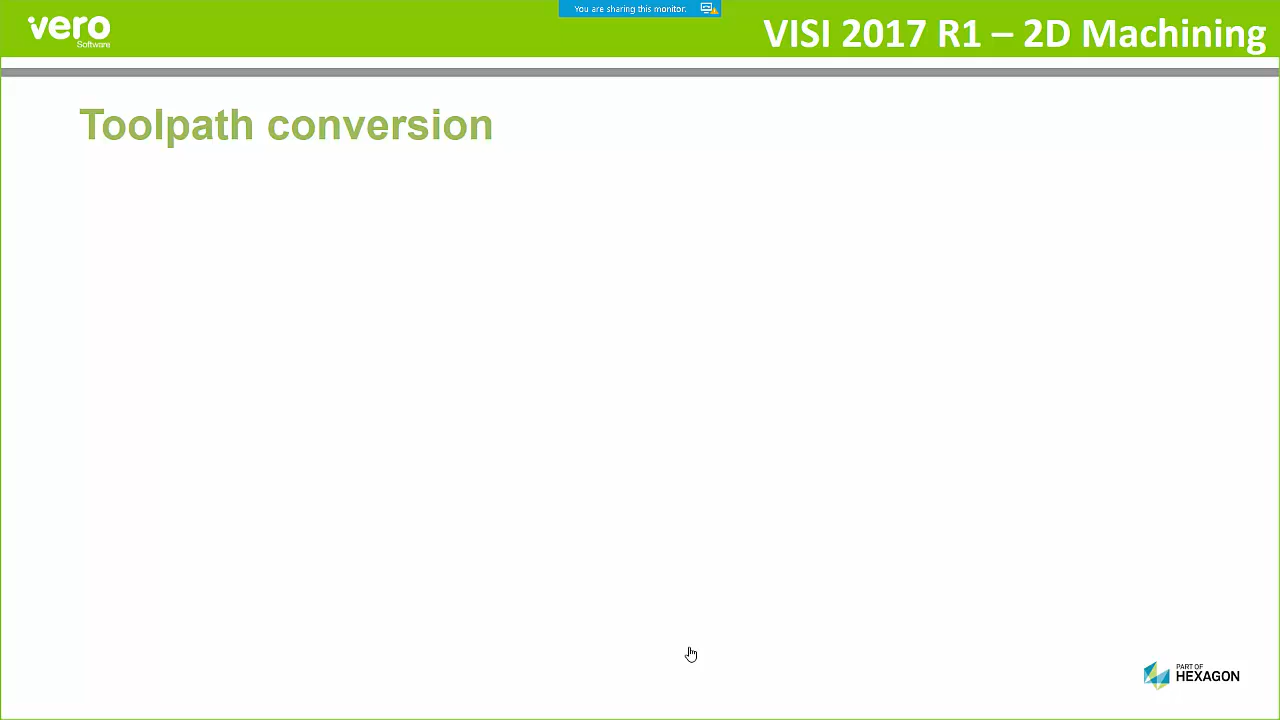 You are sharing this monitor.
vero
Software
VISI 2017 R1 – 2D Machining
Toolpath conversion
PART OF
HEXAGON